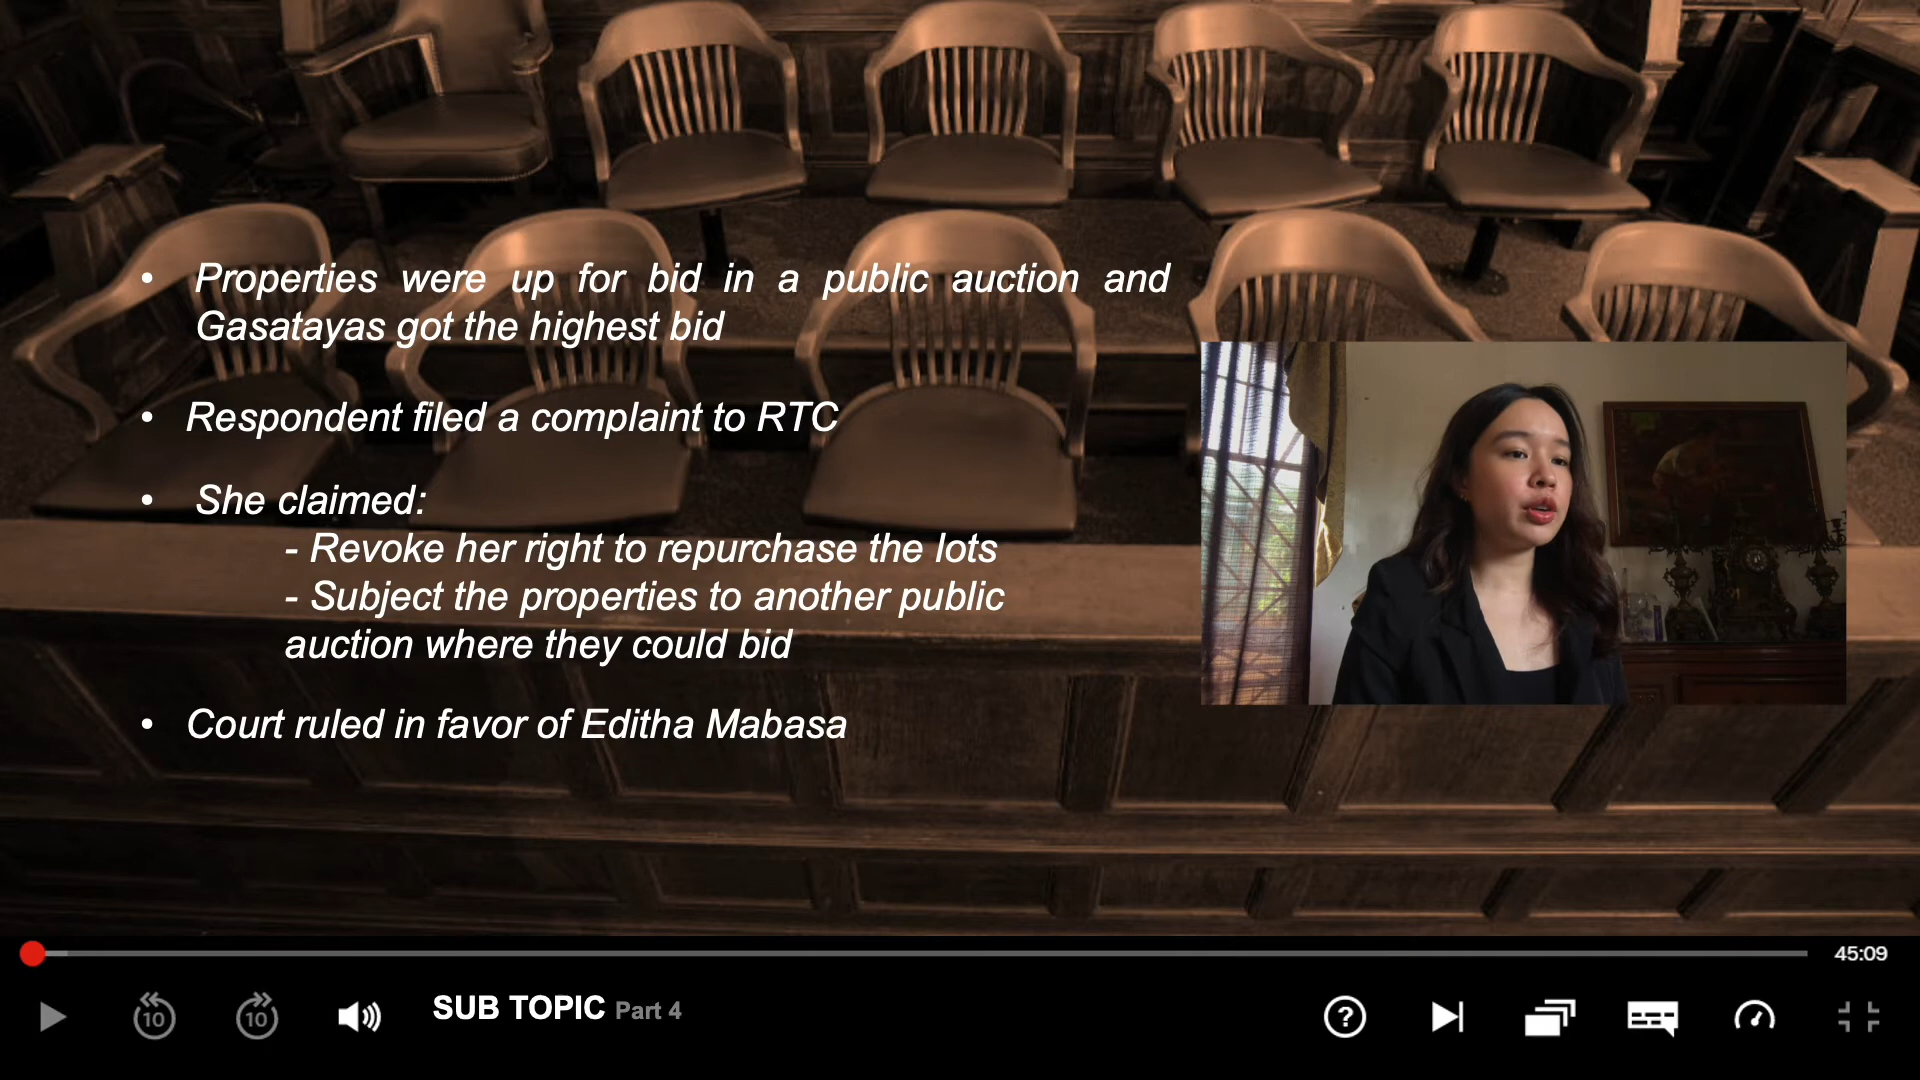 • Properties were up for bid in a public auction and
Gasatayas got the highest bid
• Respondent filed a complaint to RTC
• She claimed:
- Revoke her right to repurchase the lots
- Subject the properties to another public
auction where they could bid
• Court ruled in favor of Editha Mabasa
45:09
10
10
SUB TOPIC Part 4
?